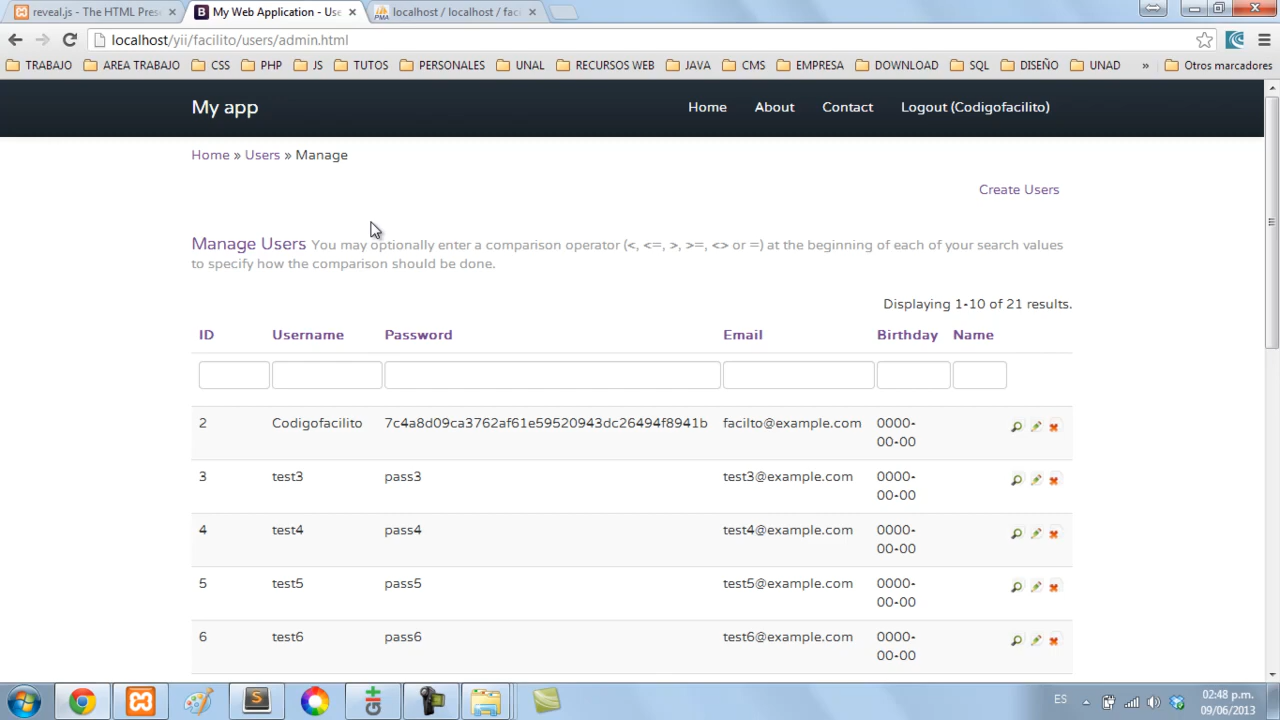 reveal.js - The HTML Pres
My Web Application - Use
localhost / localhost / faci
localhost/yii/facilito/users/admin.html
TRABAJO AREA TRABAJO CSS PHP JS TUTOS PERSONALES UNAL RECURSOS WEB JAVA CMS EMPRESA DOWNLOAD SQL DISEÑO UNAD » Otros marcadores
My app Home About Contact Logout (Codigofacilito)
Home » Users » Manage
Create Users
Manage Users You may optionally enter a comparison operator (<, <=, >, >=, <> or =) at the beginning of each of your search values
to specify how the comparison should be done.
Displaying 1-10 of 21 results.
ID Username Password Email Birthday Name
2 Codigofacilito 7c4a8d09ca3762af61e59520943dc26494f8941b facilto@example.com 0000-
00-00
3 test3 pass3 test3@example.com 0000-
00-00
4 test4 pass4 test4@example.com 0000-
00-00
5 test5 pass5 test5@example.com 0000-
00-00
6 test6 pass6 test6@example.com 0000-
00-00
ES 02:48 p.m.
09/06/2013